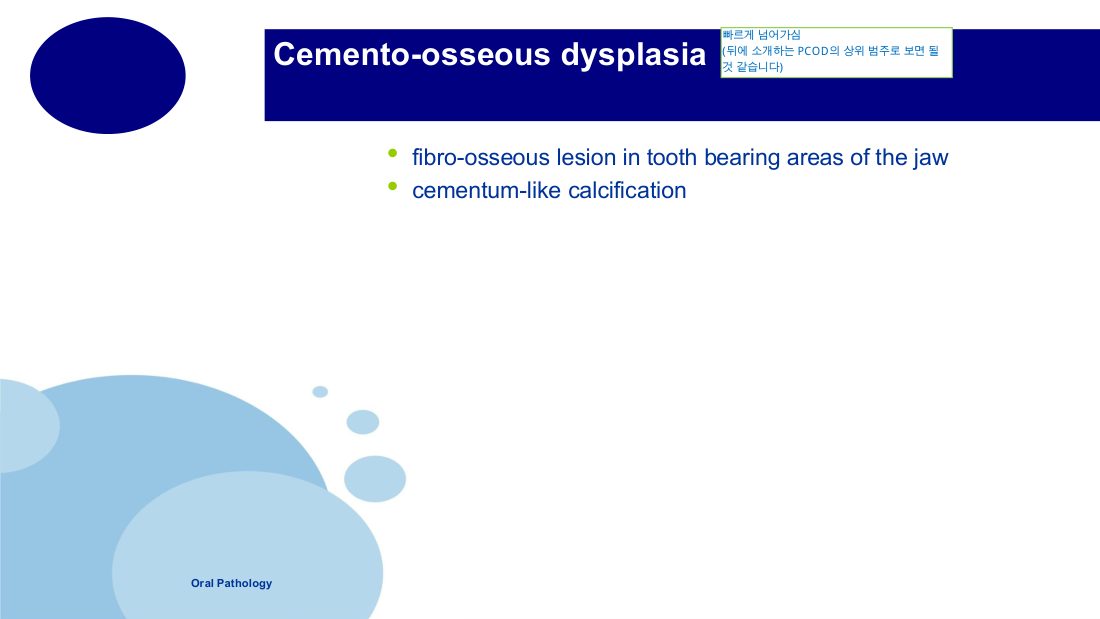 Cemento-osseous dysplasia
빠르게 넘어가심
(뒤에 소개하는 PCOD의 상위 범주로 보면 될
것 같습니다)
• fibro-osseous lesion in tooth bearing areas of the jaw
• cementum-like calcification
Oral Pathology